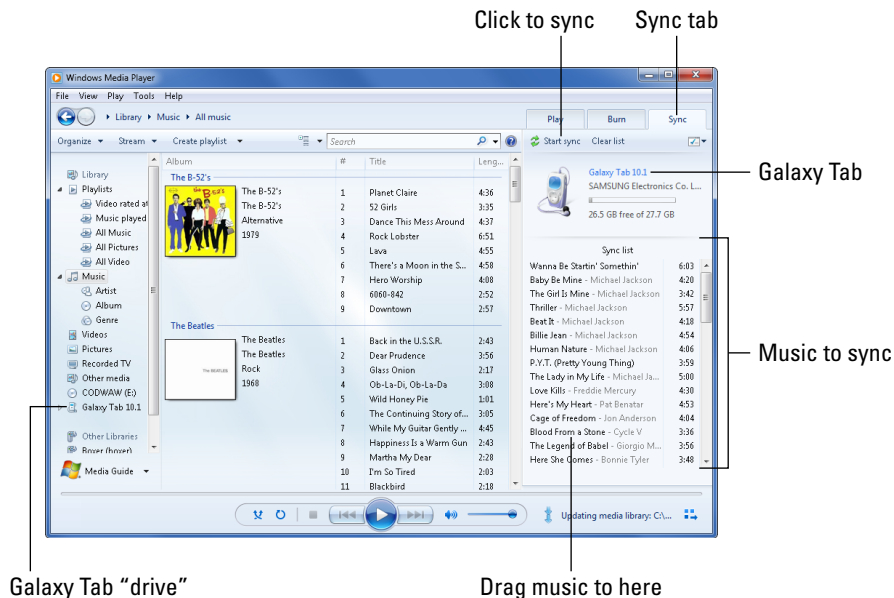 Click to sync
Sync tab
Windows Media Player
File View Play Tools Help
Library Music All music
Play Burn Sync
Organize Stream Create playlist Search Start sync Clear list
Album # Title Leng...
Library
Playlists
Video rated at
Music played
All Music
All Pictures
All Video
Music
Artist
Album
Genre
Videos
Pictures
Recorded TV
Other media
CODWAW (E:)
Galaxy Tab 10.1
Other Libraries
Boxer (boxer)
Media Guide
The B-52's
The B-52's
The B-52's
Alternative
1979
1 Planet Claire 4:36
2 52 Girls 3:35
3 Dance This Mess Around 4:37
4 Rock Lobster 6:51
5 Lava 4:55
6 There's a Moon in the S... 4:58
7 Hero Worship 4:08
8 6060-842 2:52
9 Downtown 2:57
The Beatles
The BEATLES
The Beatles
The Beatles
Rock
1968
1 Back in the U.S.S.R. 2:43
2 Dear Prudence 3:56
3 Glass Onion 2:17
4 Ob-La-Di, Ob-La-Da 3:08
5 Wild Honey Pie 1:01
6 The Continuing Story of... 3:05
7 While My Guitar Gently ... 4:45
8 Happiness Is a Warm Gun 2:43
9 Martha My Dear 2:28
10 I'm So Tired 2:03
11 Blackbird 2:18
Galaxy Tab 10.1
SAMSUNG Electronics Co. L...
26.5 GB free of 27.7 GB
Sync list
Wanna Be Startin' Somethin' 6:03
Baby Be Mine - Michael Jackson 4:20
The Girl Is Mine - Michael Jackson 3:42
Thriller - Michael Jackson 5:57
Beat It - Michael Jackson 4:18
Billie Jean - Michael Jackson 4:54
Human Nature - Michael Jackson 4:06
P.Y.T. (Pretty Young Thing) 3:59
The Lady in My Life - Michael Ja... 5:00
Love Kills - Freddie Mercury 4:30
Here's My Heart - Pat Benatar 4:53
Cage of Freedom - Jon Anderson 4:04
Blood From a Stone - Cycle V 3:36
The Legend of Babel - Giorgio M... 3:56
Here She Comes - Bonnie Tyler 3:48
Updating media library: C:\...
Galaxy Tab
Music to sync
Galaxy Tab "drive"
Drag music to here